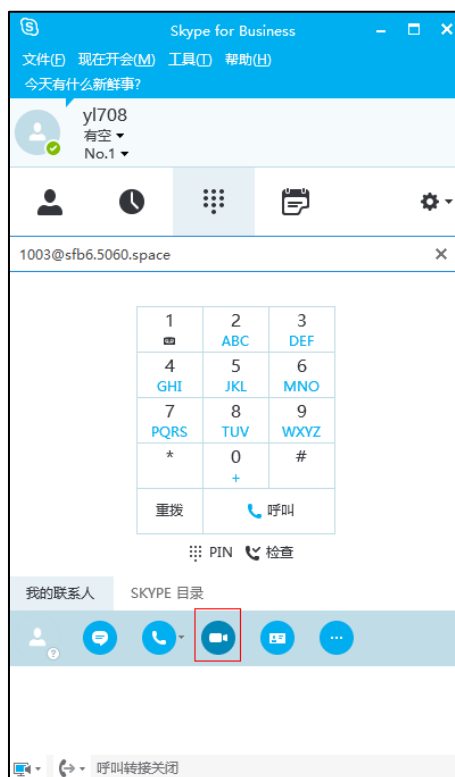 Skype for Business
文件(F) 现在开会(M) 工具(T) 帮助(H)
今天有什么新鲜事?
yl708
有空
No.1
1003@sfb6.5060.space
1 2 3
ABC DEF
4 5 6
GHI JKL MNO
7 8 9
PQRS TUV WXYZ
* 0 #
+
重拨 呼叫
PIN 检查
我的联系人 SKYPE 目录
呼叫转接关闭